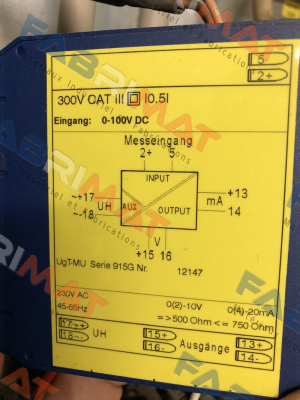 5
2+
300V CAT III I0.5I
Eingang: 0-100V DC
Messeingang
2+ 5
INPUT
~+17 UH AUX OUTPUT mA +13
~-18 14
V
+15 16
UgT-MU Serie 915G Nr. 12147
230V AC 0(2)-10V 0(4)-20mA
45-65Hz =>500 Ohm <= 750 Ohm
17~+ UH 15+ Ausgänge 13+
18~- 16- 14-
FABRIMAT